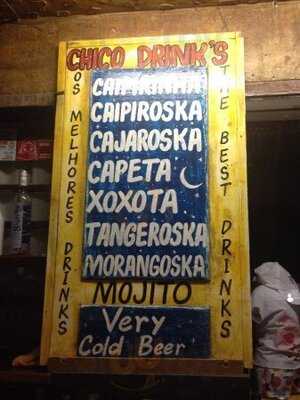 CHICO DRINK'S
OS MELHORES DRINKS
CAIPIRINHA
CAIPIROSKA
CAJAROSKA
CAPETA
XOXOTA
TANGEROSKA
MORANGOSKA
MOJITO
Very
Cold Beer
THE BEST DRINKS